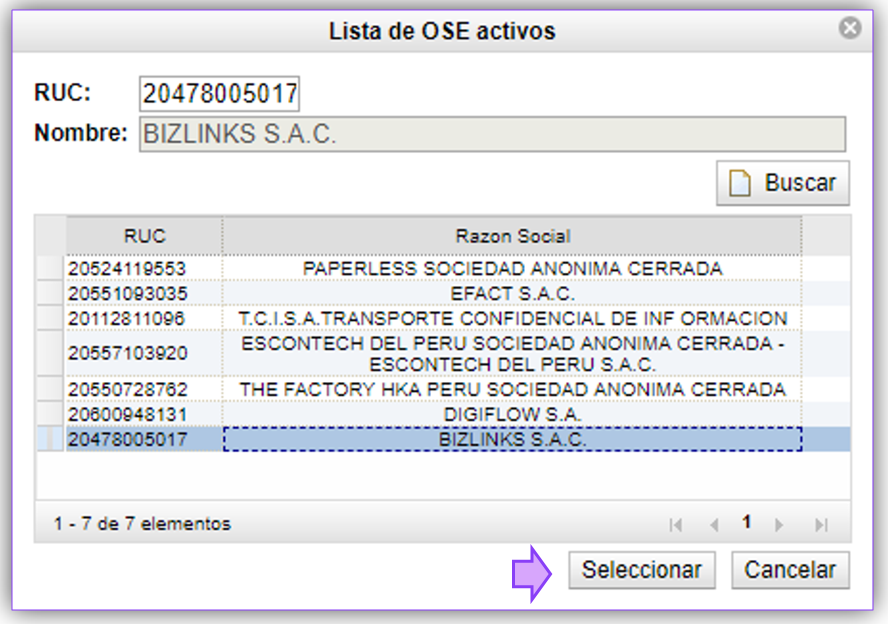 Lista de OSE activos
RUC: 20478005017
Nombre: BIZLINKS S.A.C.
Buscar
RUC Razon Social
20524119553 PAPERLESS SOCIEDAD ANONIMA CERRADA
20551093035 EFACT S.A.C.
20112811096 T.C.I.S.A.TRANSPORTE CONFIDENCIAL DE INF ORMACION
20557103920 ESCONTECH DEL PERU SOCIEDAD ANONIMA CERRADA -
ESCONTECH DEL PERU S.A.C.
20550728762 THE FACTORY HKA PERU SOCIEDAD ANONIMA CERRADA
20600948131 DIGIFLOW S.A.
20478005017 BIZLINKS S.A.C.
1 - 7 de 7 elementos 1
Seleccionar Cancelar